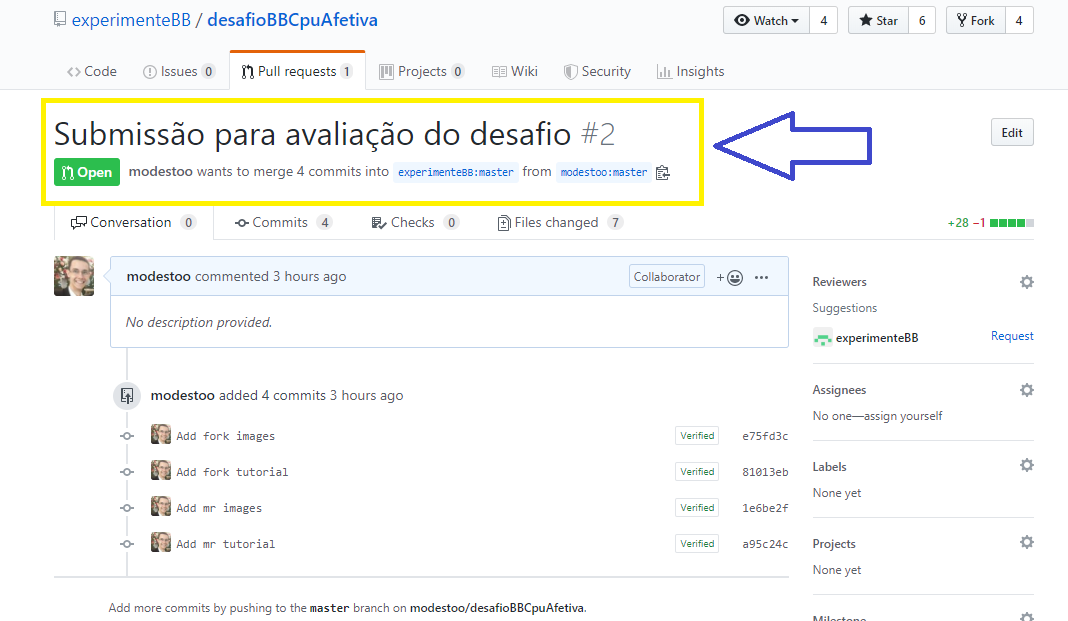 experimenteBB / desafioBBCpuAfetiva
Watch 4 Star 6 Fork 4
Code Issues 0 Pull requests 1 Projects 0 Wiki Security Insights
Submissão para avaliação do desafio #2
Edit
Open modestoo wants to merge 4 commits into experimenteBB:master from modestoo:master
Conversation 0 Commits 4 Checks 0 Files changed 7 +28 −1
modestoo commented 3 hours ago Collaborator
No description provided.
modestoo added 4 commits 3 hours ago
Add fork images Verified e75fd3c
Add fork tutorial Verified 81013eb
Add mr images Verified 1e6be2f
Add mr tutorial Verified a95c24c
Add more commits by pushing to the master branch on modestoo/desafioBBCpuAfetiva.
Reviewers
Suggestions
experimenteBB Request
Assignees
No one—assign yourself
Labels
None yet
Projects
None yet
Milestone